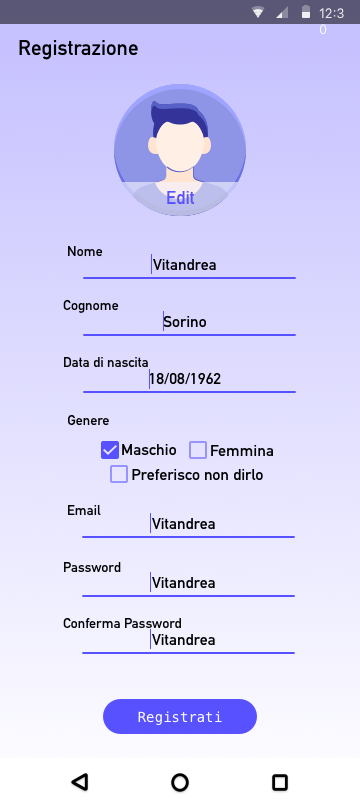 12:3
0
Registrazione
Edit
Nome
Vitandrea
Cognome
Sorino
Data di nascita
18/08/1962
Genere
Maschio Femmina
Preferisco non dirlo
Email
Vitandrea
Password
Vitandrea
Conferma Password
Vitandrea
Registrati